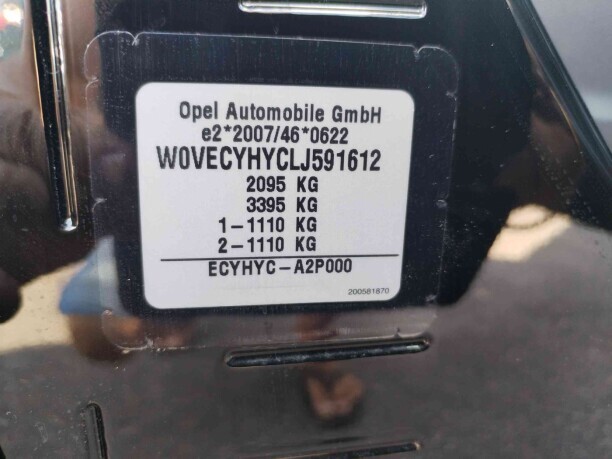 Opel Automobile GmbH
e2*2007/46*0622
W0VECYHYCLJ591612
2095 KG
3395 KG
1-1110 KG
2-1110 KG
ECYHYC-A2P000
200581870